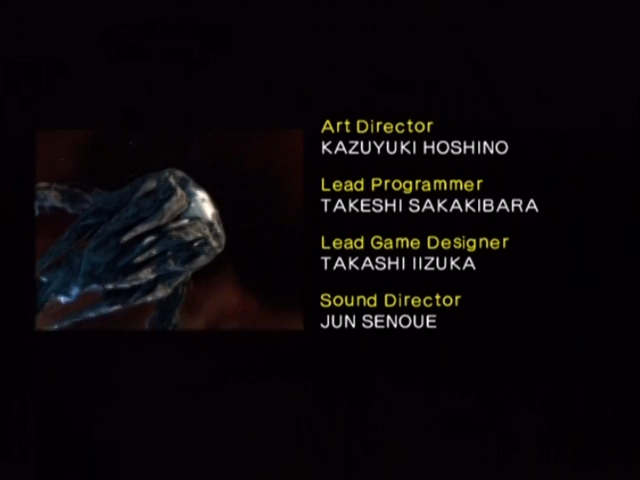 Art Director
KAZUYUKI HOSHINO
Lead Programmer
TAKESHI SAKAKIBARA
Lead Game Designer
TAKASHI IIZUKA
Sound Director
JUN SENOUE